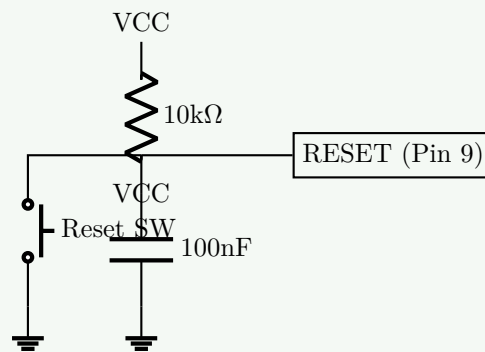 VCC
10kΩ
RESET (Pin 9)
VCC
Reset SW
100nF